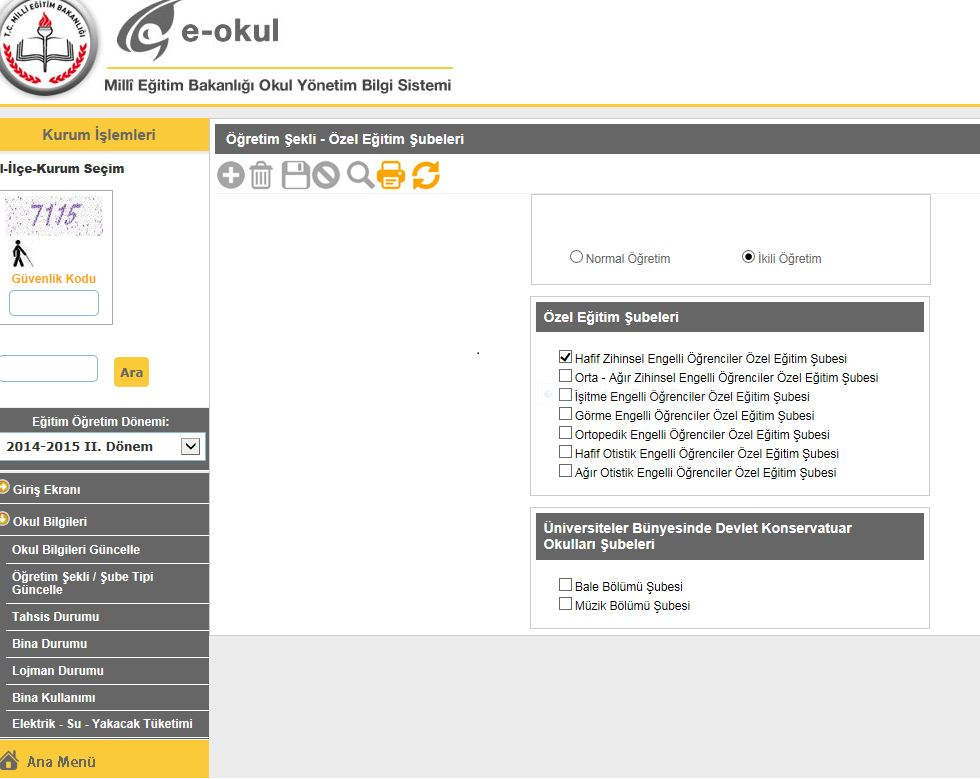 T.C. MİLLİ EĞİTİM BAKANLIĞI
e-okul
Millî Eğitim Bakanlığı Okul Yönetim Bilgi Sistemi
Kurum İşlemleri
l-İlçe-Kurum Seçim
7115
Güvenlik Kodu
Ara
Eğitim Öğretim Dönemi:
2014-2015 II. Dönem
Giriş Ekranı
Okul Bilgileri
Okul Bilgileri Güncelle
Öğretim Şekli / Şube Tipi
Güncelle
Tahsis Durumu
Bina Durumu
Lojman Durumu
Bina Kullanımı
Elektrik - Su - Yakacak Tüketimi
Ana Menü
Öğretim Şekli - Özel Eğitim Şubeleri
Normal Öğretim
İkili Öğretim
Özel Eğitim Şubeleri
Hafif Zihinsel Engelli Öğrenciler Özel Eğitim Şubesi
Orta - Ağır Zihinsel Engelli Öğrenciler Özel Eğitim Şubesi
İşitme Engelli Öğrenciler Özel Eğitim Şubesi
Görme Engelli Öğrenciler Özel Eğitim Şubesi
Ortopedik Engelli Öğrenciler Özel Eğitim Şubesi
Hafif Otistik Engelli Öğrenciler Özel Eğitim Şubesi
Ağır Otistik Engelli Öğrenciler Özel Eğitim Şubesi
Üniversiteler Bünyesinde Devlet Konservatuar
Okulları Şubeleri
Bale Bölümü Şubesi
Müzik Bölümü Şubesi